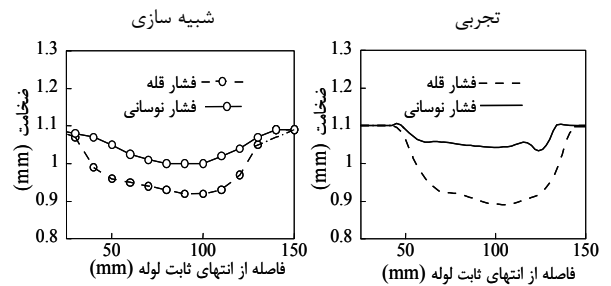 شبیه سازی
1.3
1.2
1.1
1
0.9
0.8
ضخامت (mm)
فشار قله
فشار نوسانی
50
100
150
فاصله از انتهای ثابت لوله (mm)
تجربی
1.3
1.2
1.1
1
0.9
0.8
ضخامت (mm)
فشار قله
فشار نوسانی
50
100
150
فاصله از انتهای ثابت لوله (mm)